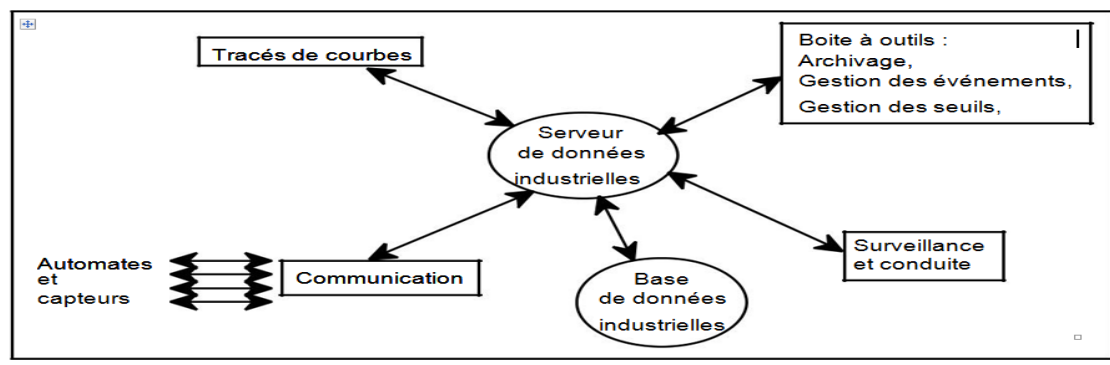 Tracés de courbes
Boite à outils :
Archivage,
Gestion des événements,
Gestion des seuils,
Serveur
de données
industrielles
Automates
et
capteurs
Communication
Base
de données
industrielles
Surveillance
et conduite